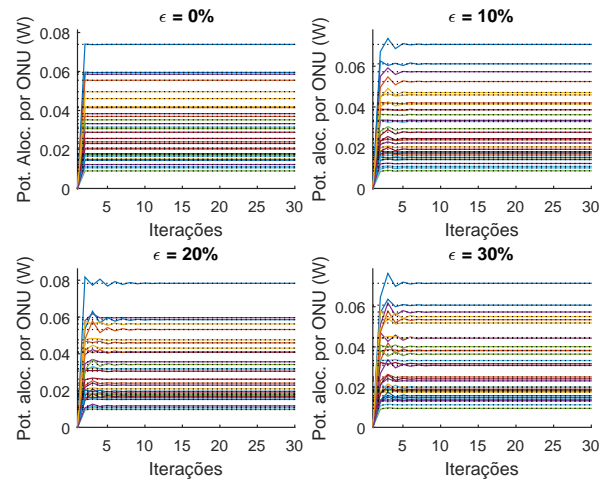 ϵ = 0%
Pot. Aloc. por ONU (W)
0.08
0.06
0.04
0.02
0
5 10 15 20 25 30
Iterações
ϵ = 10%
Pot. aloc. por ONU (W)
0.06
0.04
0.02
0
5 10 15 20 25 30
Iterações
ϵ = 20%
Pot. aloc. por ONU (W)
0.08
0.06
0.04
0.02
0
5 10 15 20 25 30
Iterações
ϵ = 30%
Pot. aloc. por ONU (W)
0.06
0.04
0.02
0
5 10 15 20 25 30
Iterações